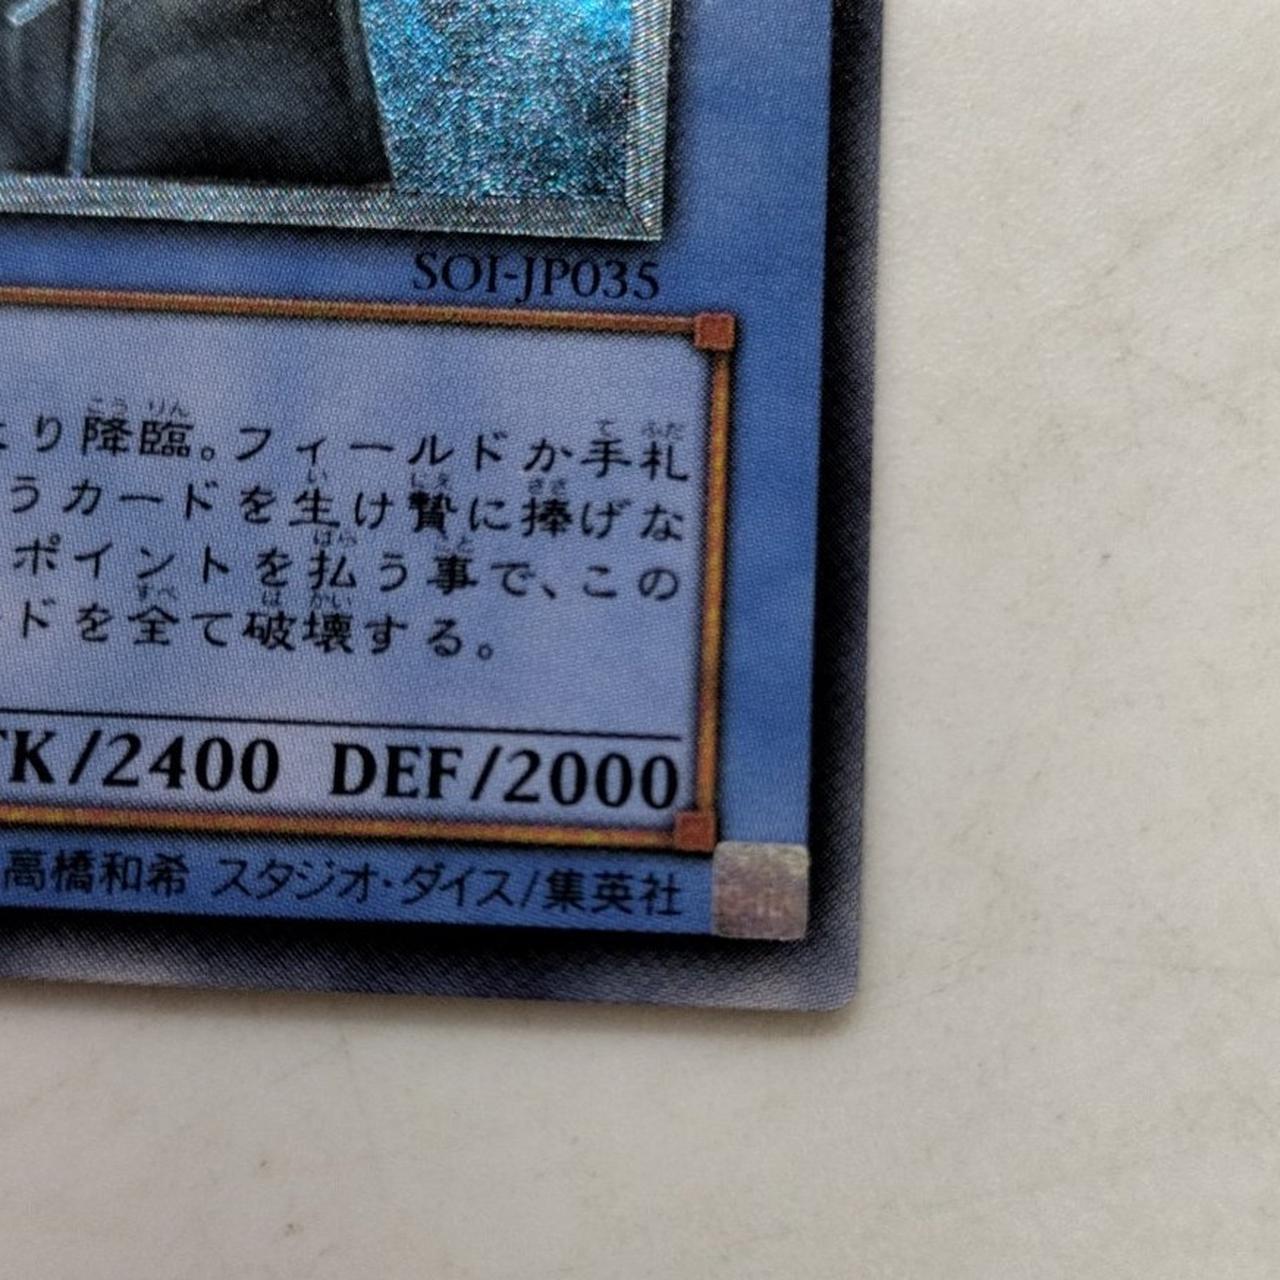 SOI-JP035
より降臨。フィールドか手札
うカードを生け贄に捧げな
ポイントを払う事で、この
ドを全て破壊する。
TK/2400 DEF/2000
高橋和希 スタジオ・ダイス/集英社